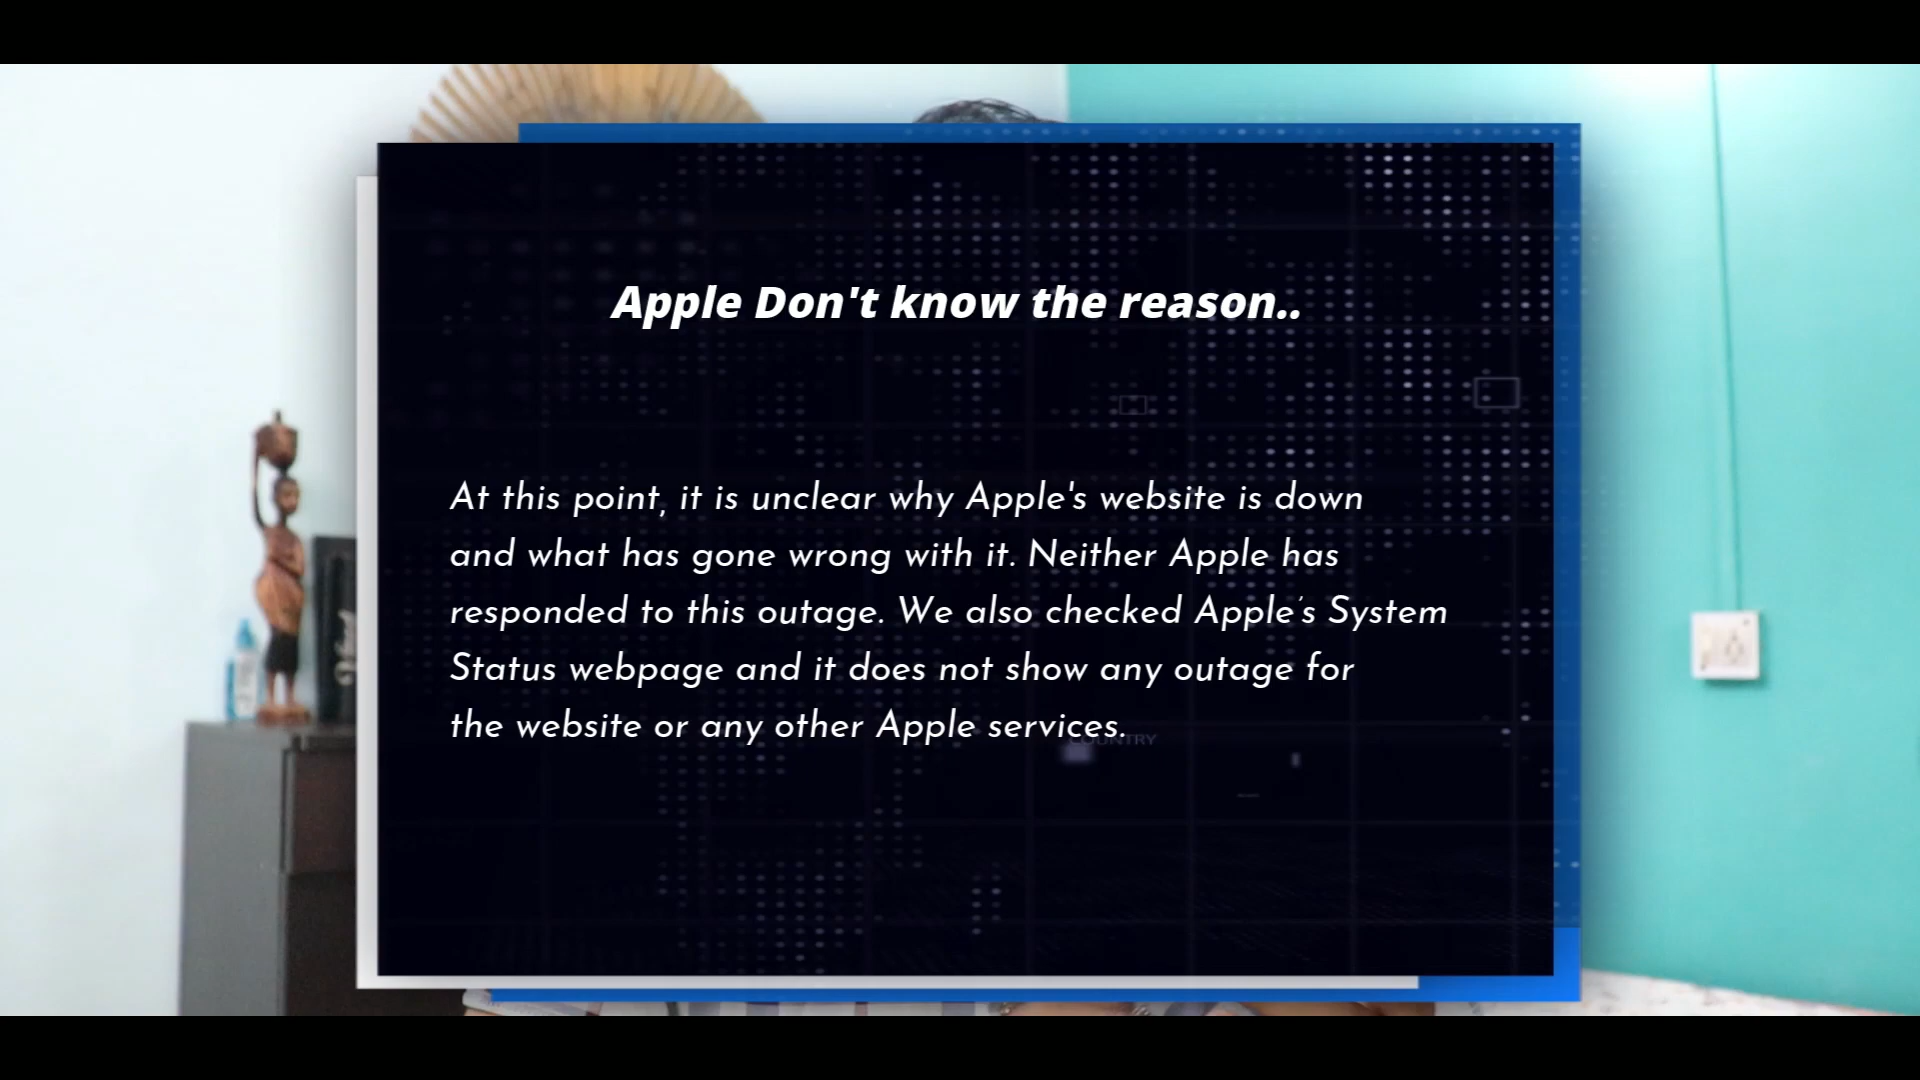 Apple Don't know the reason..
At this point, it is unclear why Apple's website is down
and what has gone wrong with it. Neither Apple has
responded to this outage. We also checked Apple's System
Status webpage and it does not show any outage for
the website or any other Apple services.
COUNTRY